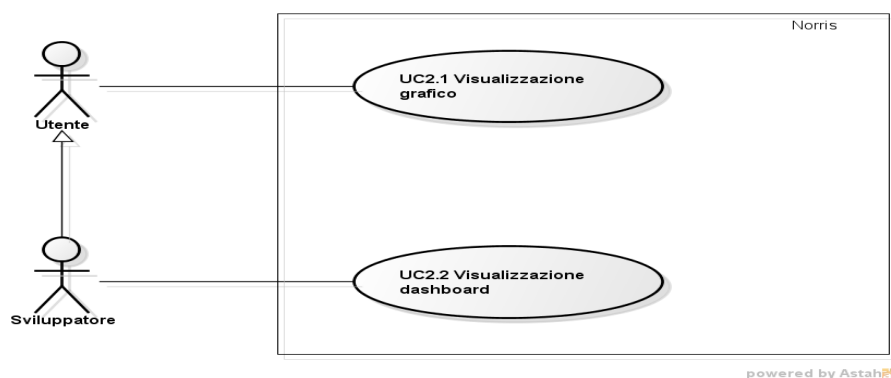 Norris
UC2.1 Visualizzazione
grafico
Utente
UC2.2 Visualizzazione
dashboard
Sviluppatore
powered by Astah